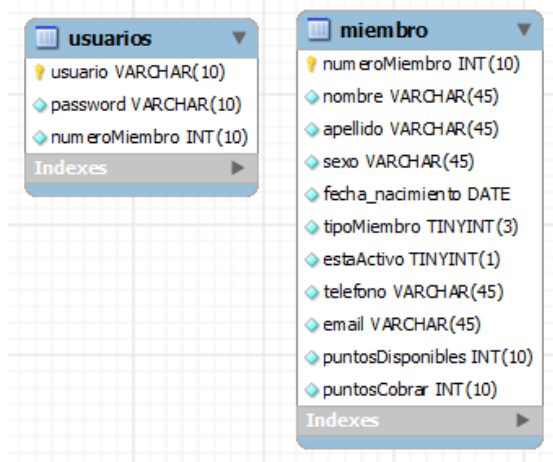 usuarios
usuario VARCHAR(10)
password VARCHAR(10)
numeroMiembro INT(10)
Indexes
miembro
numeroMiembro INT(10)
nombre VARCHAR(45)
apellido VARCHAR(45)
sexo VARCHAR(45)
fecha_nacimiento DATE
tipoMiembro TINYINT(3)
estaActivo TINYINT(1)
telefono VARCHAR(45)
email VARCHAR(45)
puntosDisponibles INT(10)
puntosCobrar INT(10)
Indexes